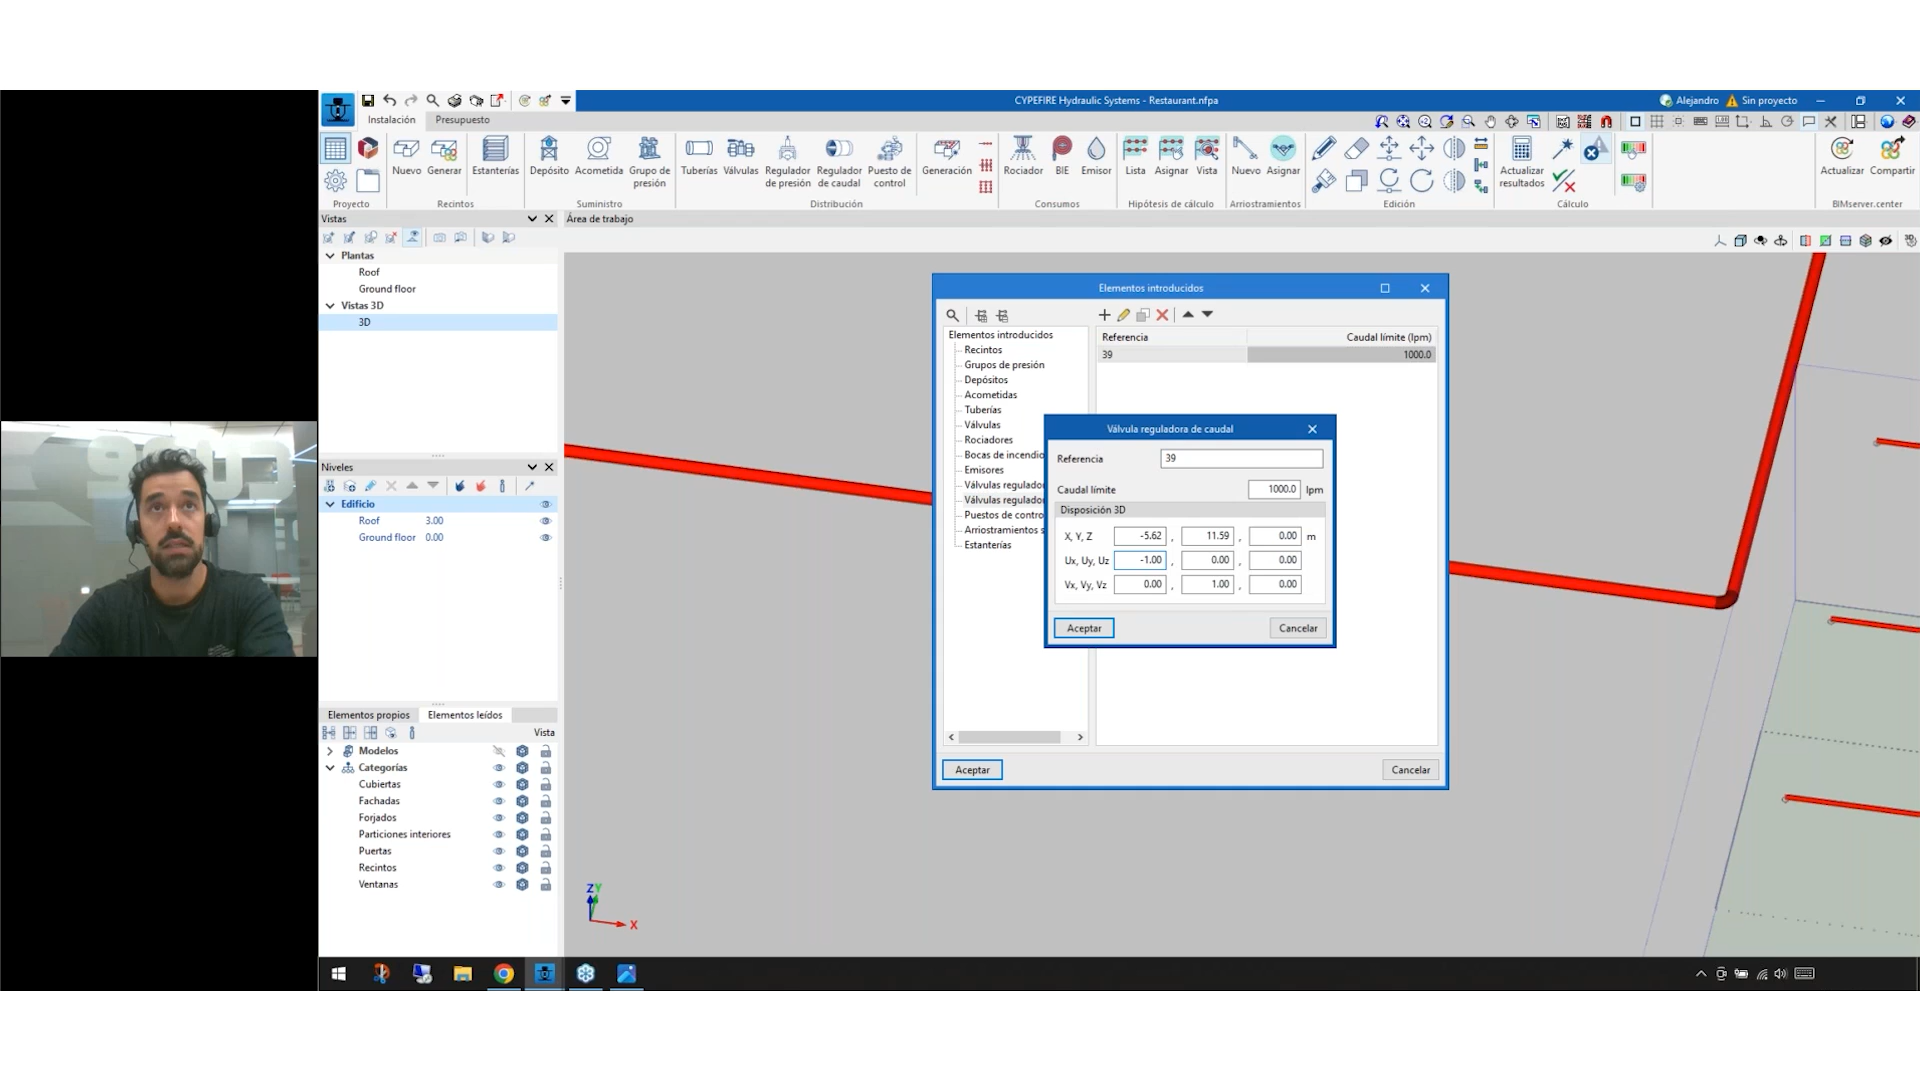 CYPEFIRE Hydraulic Systems - Restaurant.nfpa
Alejandro
Sin proyecto
Instalación
Presupuesto
Nuevo
Generar
Estanterías
Depósito
Acometida
Grupo de presión
Tuberías
Válvulas
Regulador de presión
Regulador de caudal
Puesto de control
Generación
Rociador
BIE
Emisor
Lista
Asignar
Vista
Nuevo
Asignar
Actualizar resultados
Actualizar
Compartir
Proyecto
Recintos
Suministro
Distribución
Consumos
Hipótesis de cálculo
Arriostramientos
Edición
Cálculo
BIMserver.center
Vistas
Área de trabajo
Plantas
Roof
Ground floor
Vistas 3D
3D
Niveles
Edificio
Roof 3.00
Ground floor 0.00
Elementos propios
Elementos leídos
Vista
Modelos
Categorías
Cubiertas
Fachadas
Forjados
Particiones interiores
Puertas
Recintos
Ventanas
Elementos introducidos
Elementos introducidos
Recintos
Grupos de presión
Depósitos
Acometidas
Tuberías
Válvulas
Rociadores
Bocas de incendio
Emisores
Válvulas regulador
Válvulas regulador
Puestos de contro
Arriostramientos s
Estanterías
Referencia
Caudal límite (lpm)
39
1000.0
Válvula reguladora de caudal
Referencia 39
Caudal límite 1000.0 lpm
Disposición 3D
X, Y, Z -5.62 , 11.59 , 0.00 m
Ux, Uy, Uz -1.00 , 0.00 , 0.00
Vx, Vy, Vz 0.00 , 1.00 , 0.00
Aceptar
Cancelar
Aceptar
Cancelar
Z
Y
X